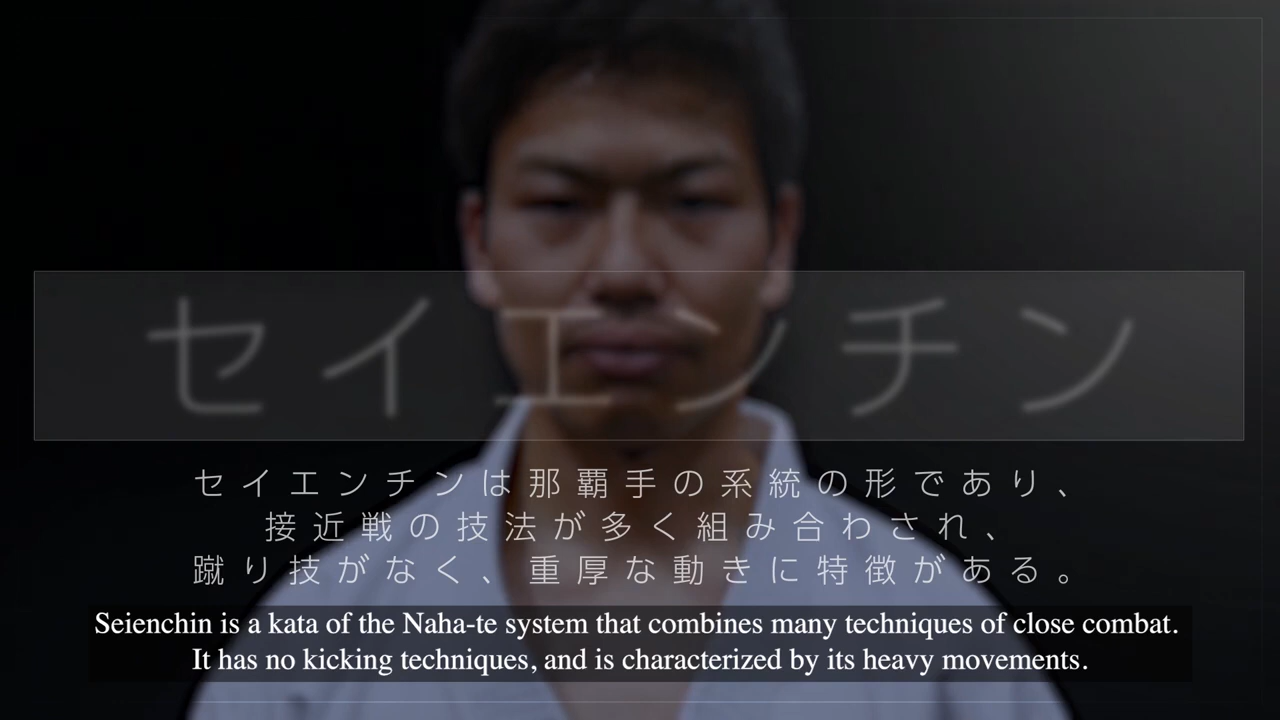 セイエンチン
セイエンチンは那覇手の系統の形であり、
接近戦の技法が多く組み合わされ、
蹴り技がなく、重厚な動きに特徴がある。
Seienchin is a kata of the Naha-te system that combines many techniques of close combat.
It has no kicking techniques, and is characterized by its heavy movements.